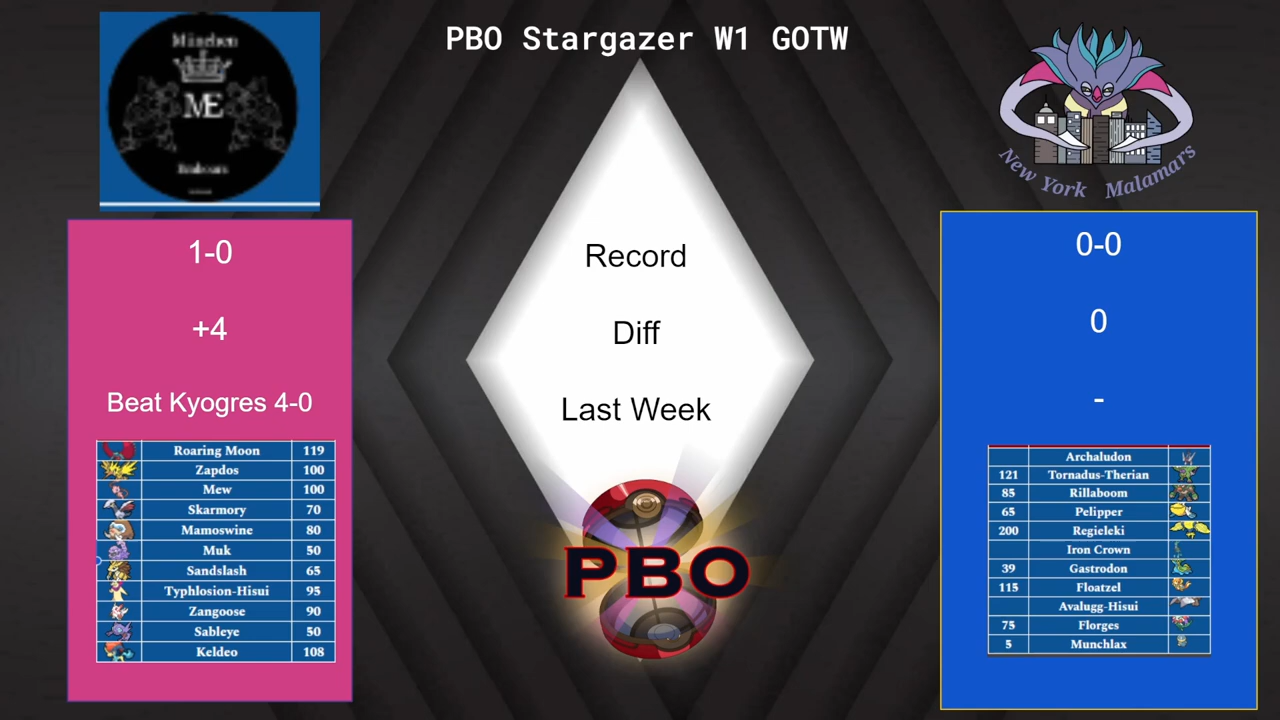 PBO Stargazer W1 GOTW
München
ME
New York Malamars
1-0
+4
Beat Kyogres 4-0
Roaring Moon 119
Zapdos 100
Mew 100
Skarmory 70
Mamoswine 80
Muk 50
Sandslash 65
Typhlosion-Hisui 95
Zangoose 90
Sableye 50
Keldeo 108
Record
Diff
Last Week
PBO
0-0
0
-
Archaludon
121 Tornadus-Therian
85 Rillaboom
65 Pelipper
200 Regieleki
Iron Crown
39 Gastrodon
115 Floatzel
Avalugg-Hisui
75 Florges
5 Munchlax